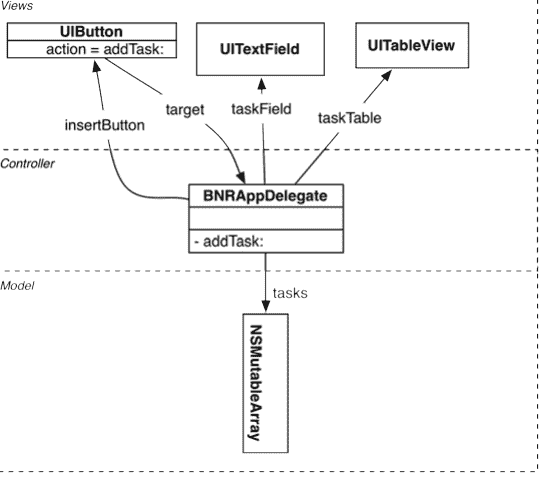 Views
UIButton
action = addTask:
UITextField
UITableView
target
taskField
insertButton
taskTable
Controller
BNRAppDelegate
- addTask:
Model
tasks
NSMutableArray